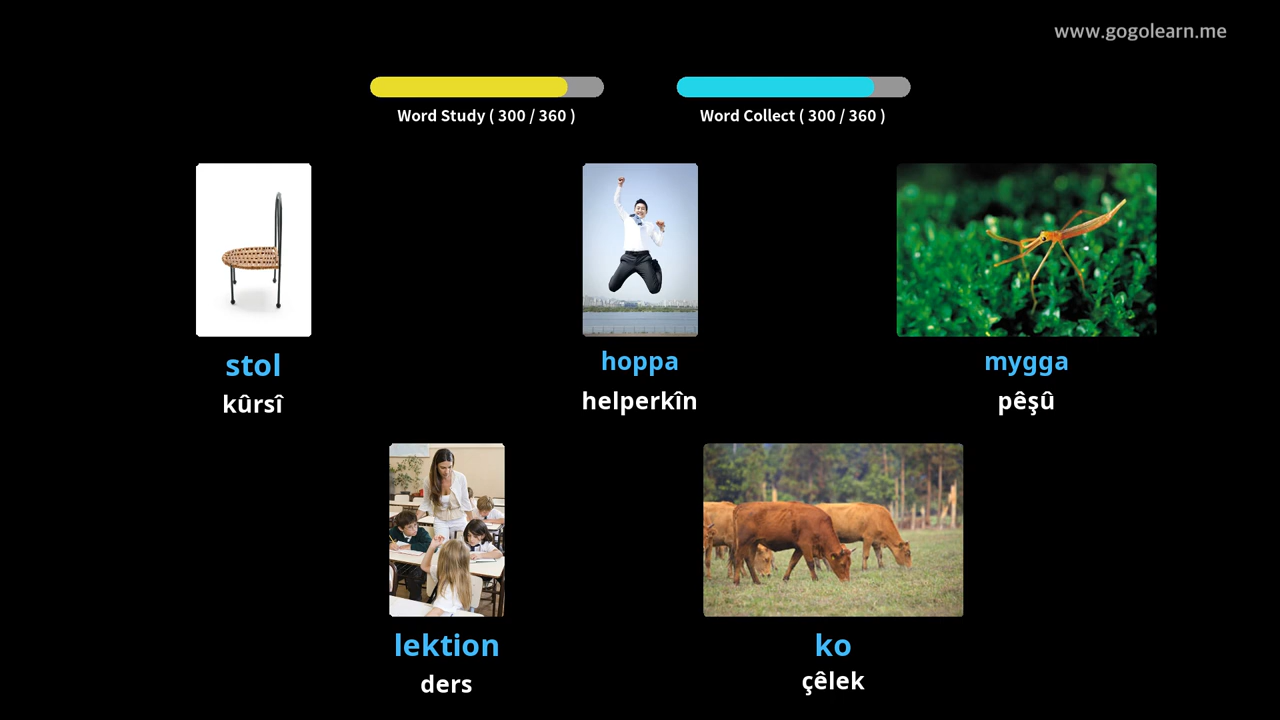 www.gogolearn.me
Word Study ( 300 / 360 )
Word Collect ( 300 / 360 )
stol
kûrsî
hoppa
helperkîn
mygga
pêşû
lektion
ders
ko
çêlek